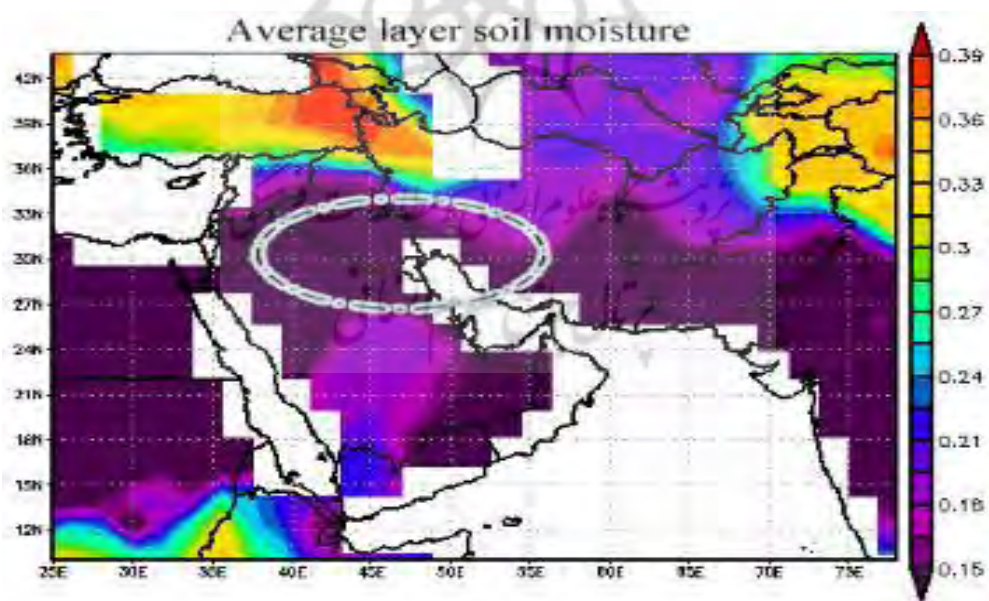 Average layer soil moisture
42N
39N
36N
33N
30N
27N
24N
21N
18N
15N
12N
25E 30E 35E 40E 45E 50E 55E 60E 65E 70E 75E
0.39
0.36
0.33
0.3
0.27
0.24
0.21
0.18
0.15